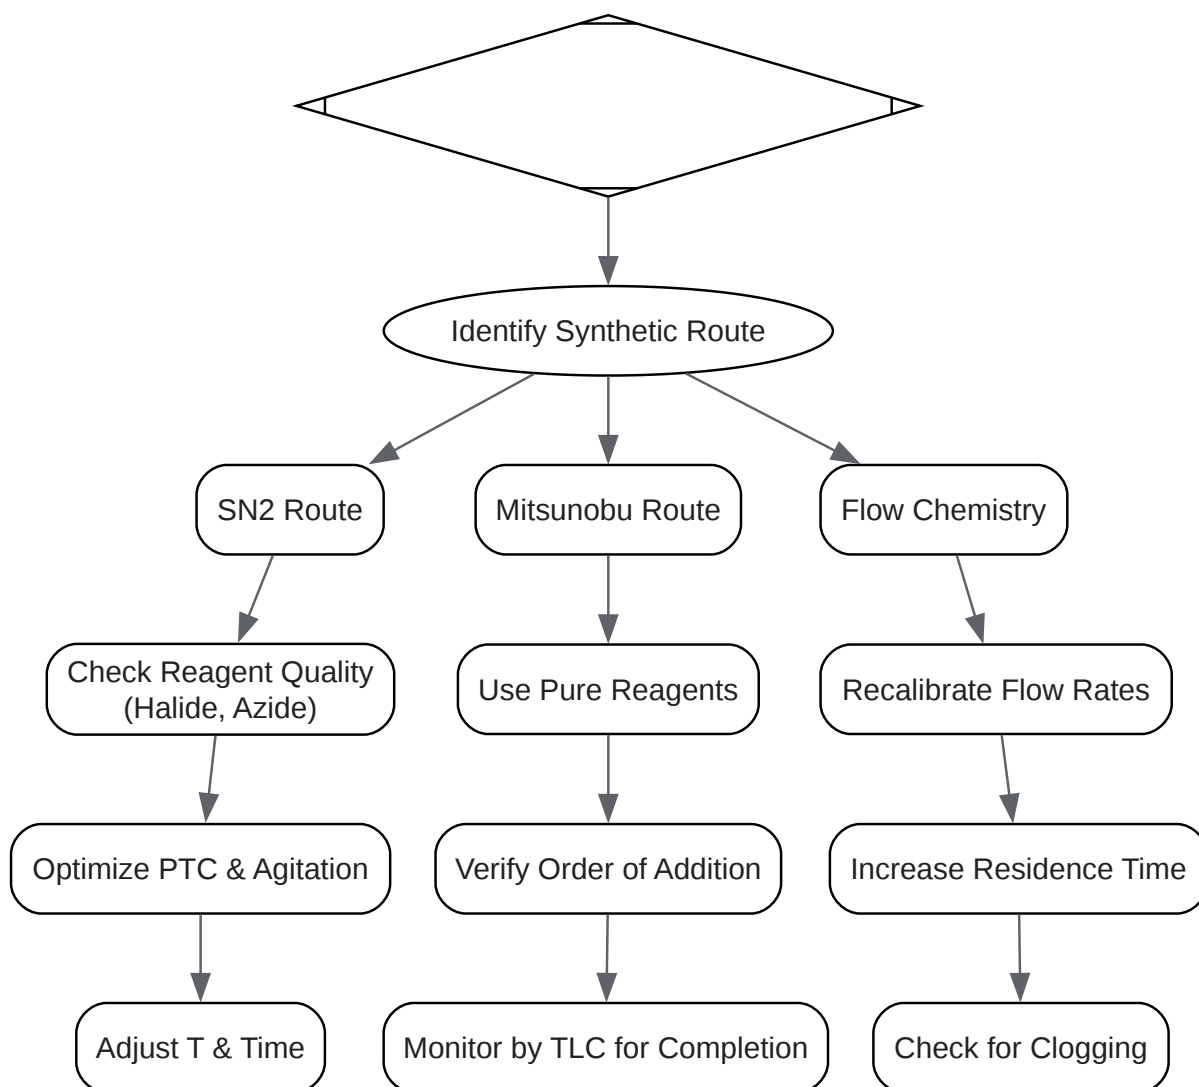 Identify Synthetic Route
SN2 Route
Mitsunobu Route
Flow Chemistry
Check Reagent Quality
(Halide, Azide)
Use Pure Reagents
Recalibrate Flow Rates
Optimize PTC & Agitation
Verify Order of Addition
Increase Residence Time
Adjust T & Time
Monitor by TLC for Completion
Check for Clogging